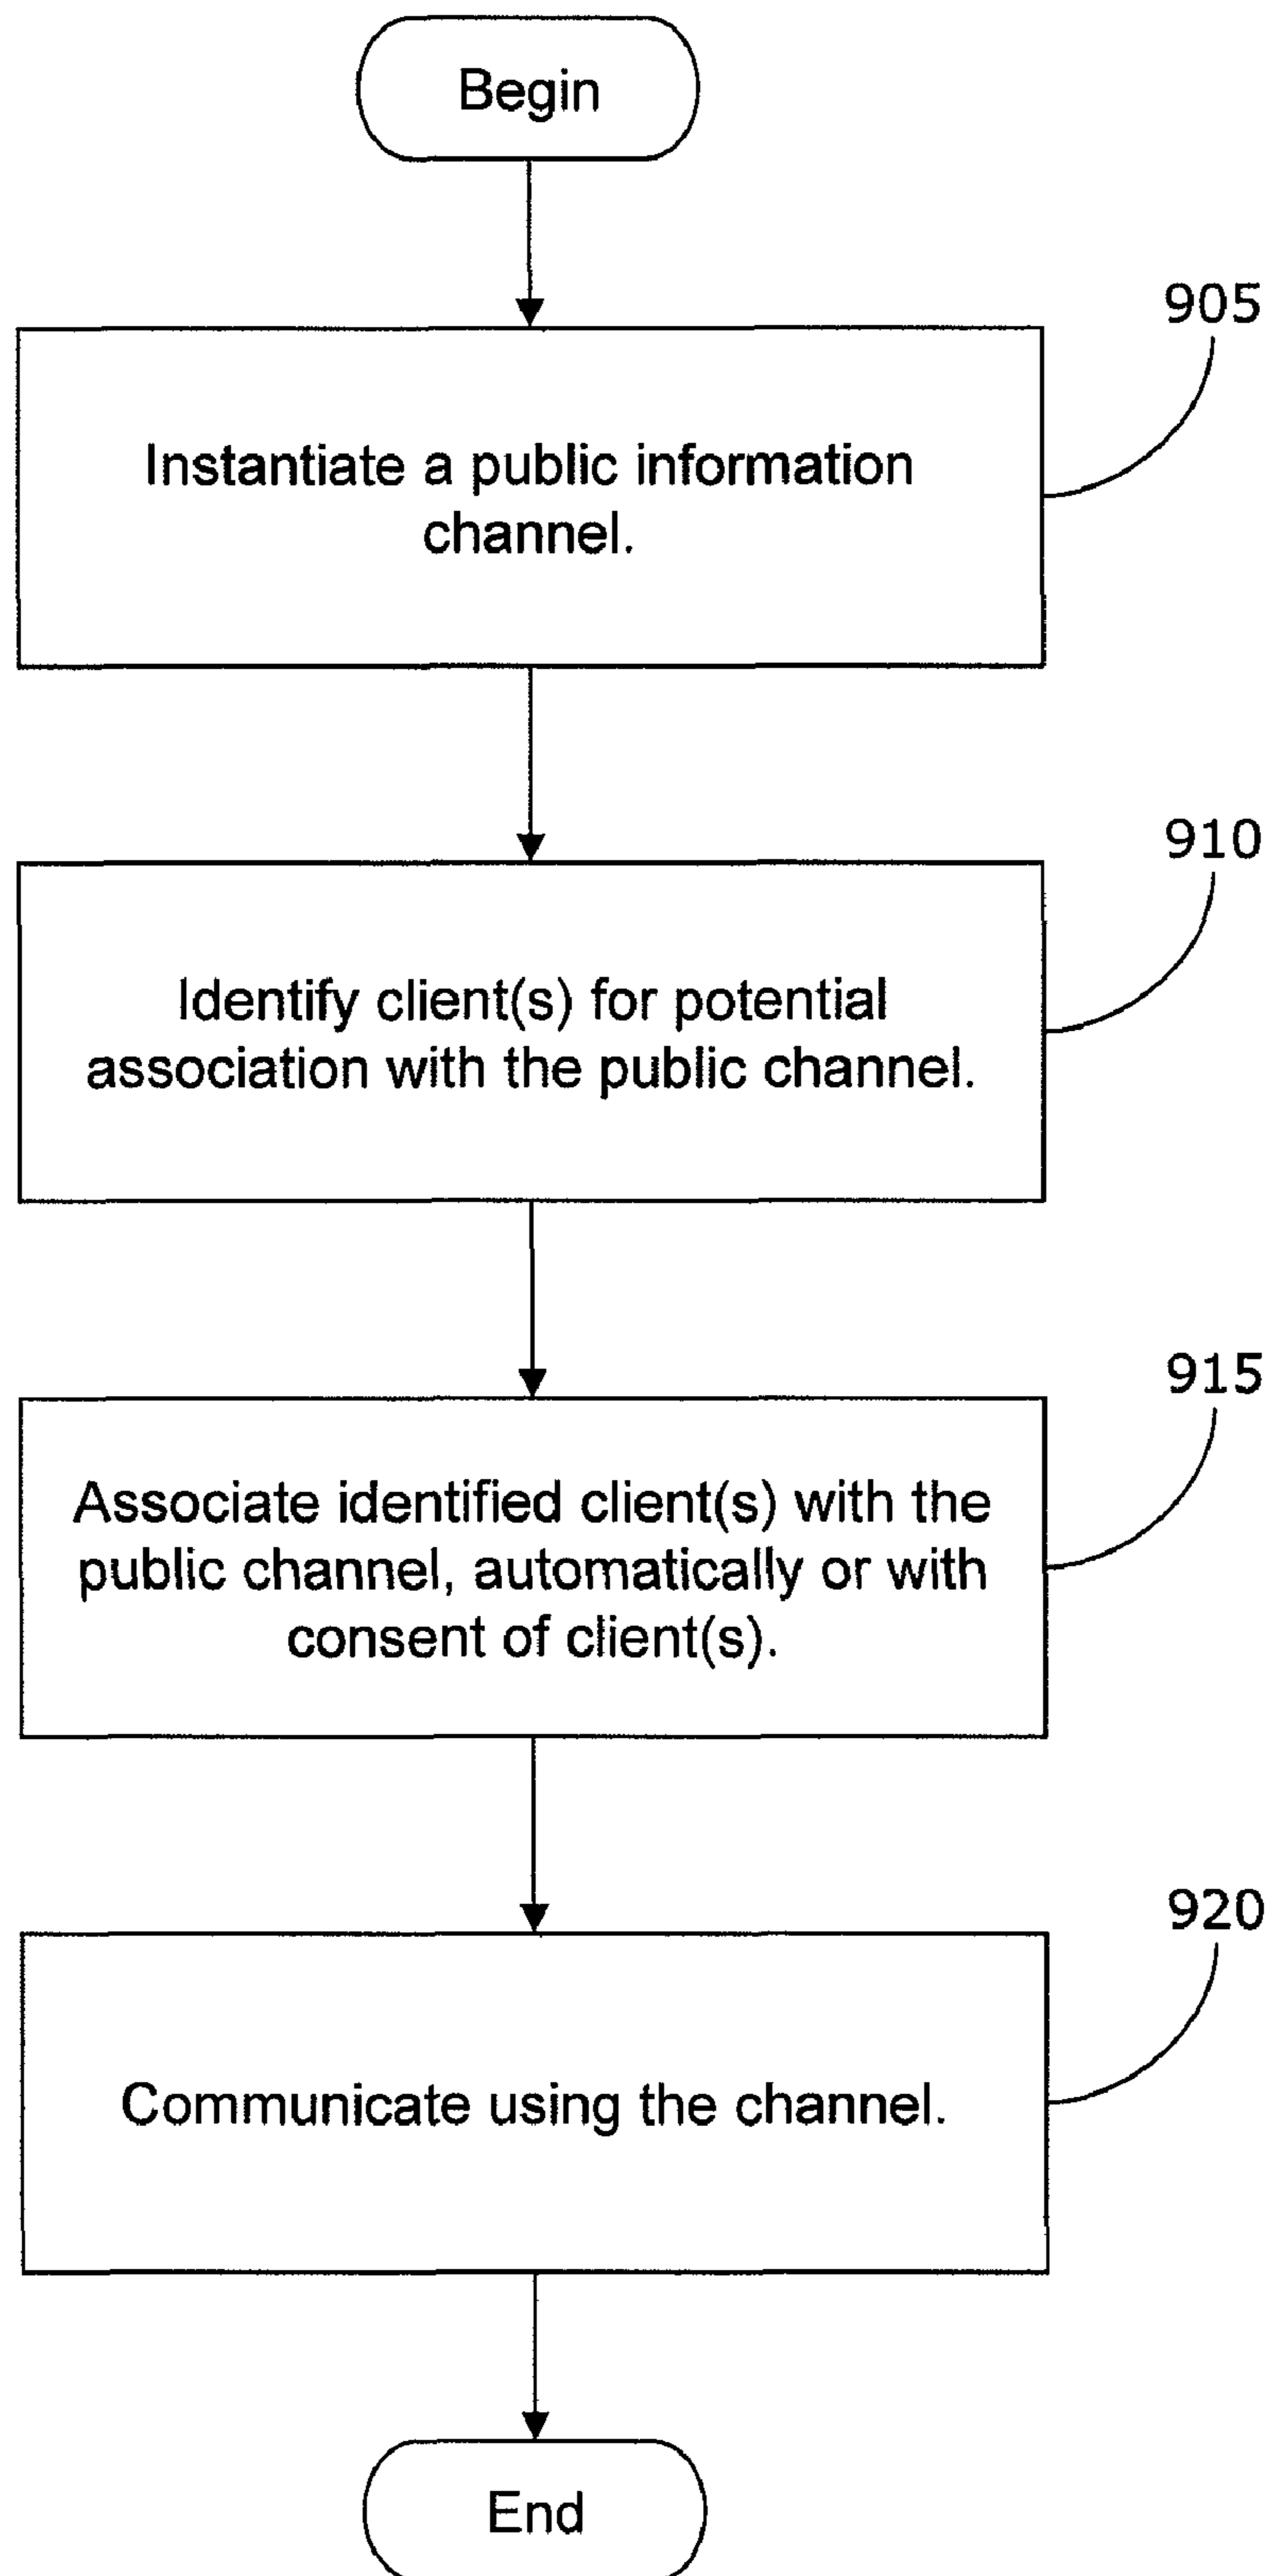 Begin
905
Instantiate a public information
channel.
910
Identify client(s) for potential
association with the public channel.
915
Associate identified client(s) with the
public channel, automatically or with
consent of client(s).
920
Communicate using the channel.
End